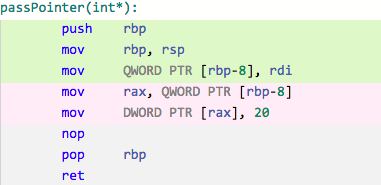 passPointer(int*):
push rbp
mov rbp, rsp
mov QWORD PTR [rbp-8], rdi
mov rax, QWORD PTR [rbp-8]
mov DWORD PTR [rax], 20
nop
pop rbp
ret